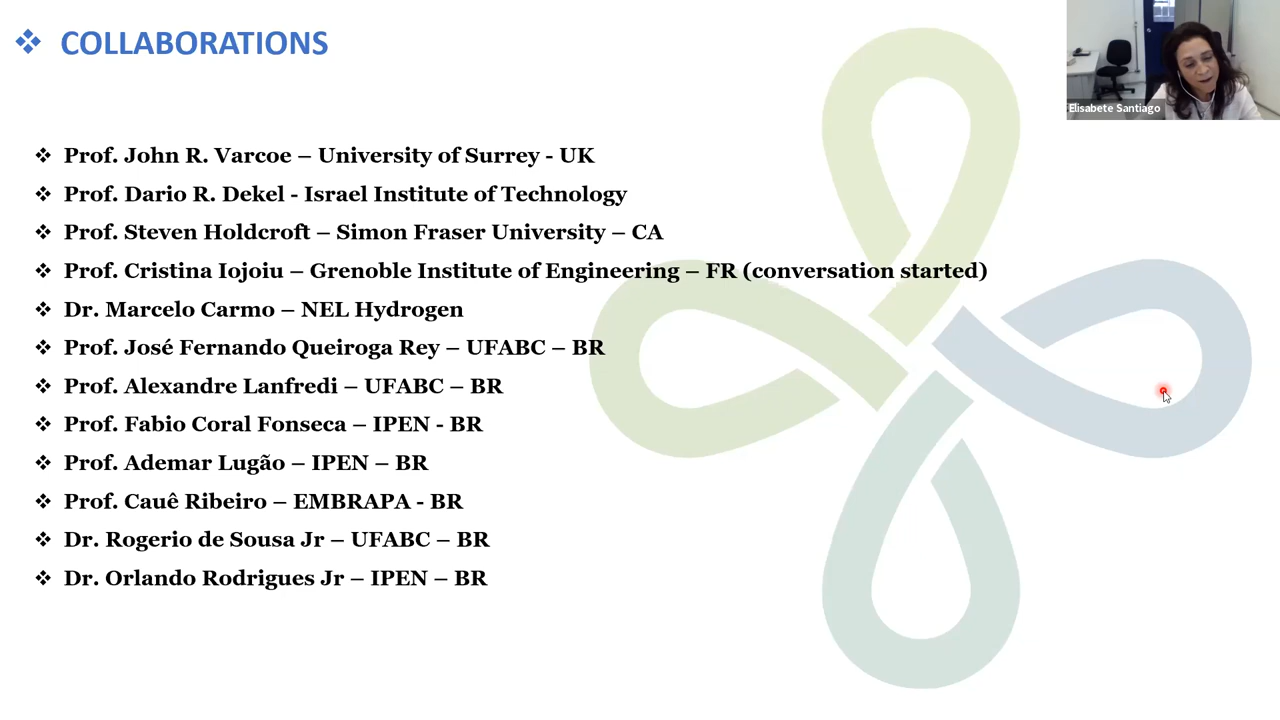 COLLABORATIONS
Elisabete Santiago
Prof. John R. Varcoe – University of Surrey - UK
Prof. Dario R. Dekel - Israel Institute of Technology
Prof. Steven Holdcroft – Simon Fraser University – CA
Prof. Cristina Iojoiu – Grenoble Institute of Engineering – FR (conversation started)
Dr. Marcelo Carmo – NEL Hydrogen
Prof. José Fernando Queiroga Rey – UFABC – BR
Prof. Alexandre Lanfredi – UFABC – BR
Prof. Fabio Coral Fonseca – IPEN - BR
Prof. Ademar Lugão – IPEN – BR
Prof. Cauê Ribeiro – EMBRAPA - BR
Dr. Rogerio de Sousa Jr – UFABC – BR
Dr. Orlando Rodrigues Jr – IPEN – BR